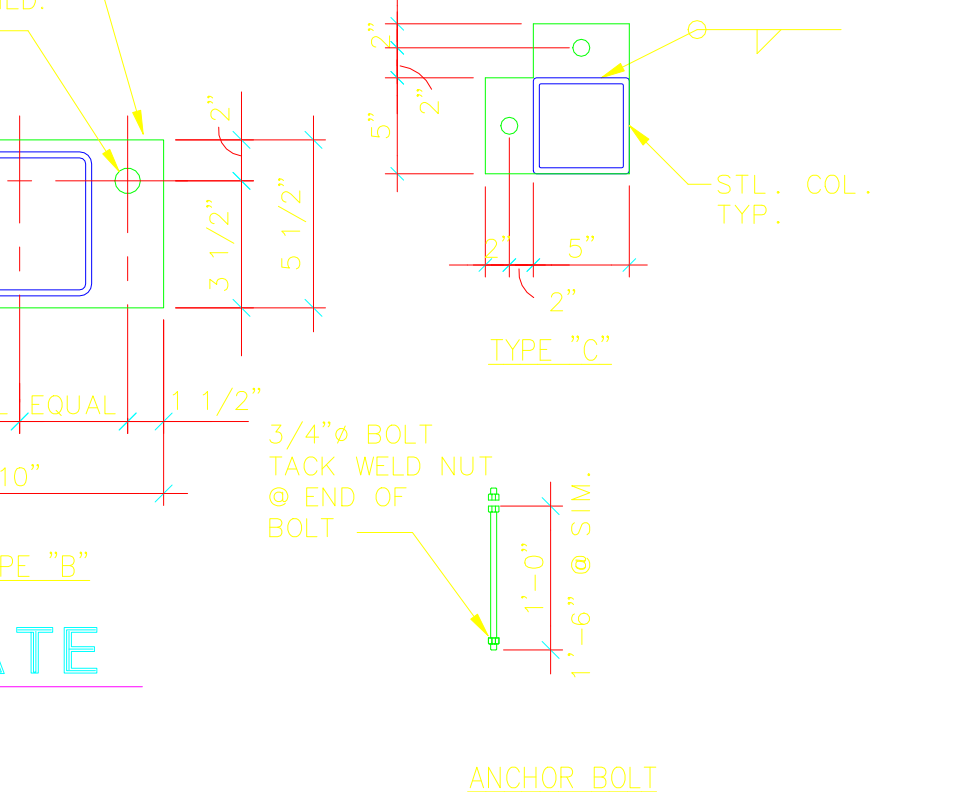 2"
2"
5"
STL. COL.
TYP.
2"
5"
2"
TYPE "C"
2"
3 1/2"
5 1/2"
EQUAL
1 1/2"
10"
"B"
3/4"ø BOLT
TACK WELD NUT
@ END OF
BOLT
1'-0"
1'-6" @ SIM.
ANCHOR BOLT